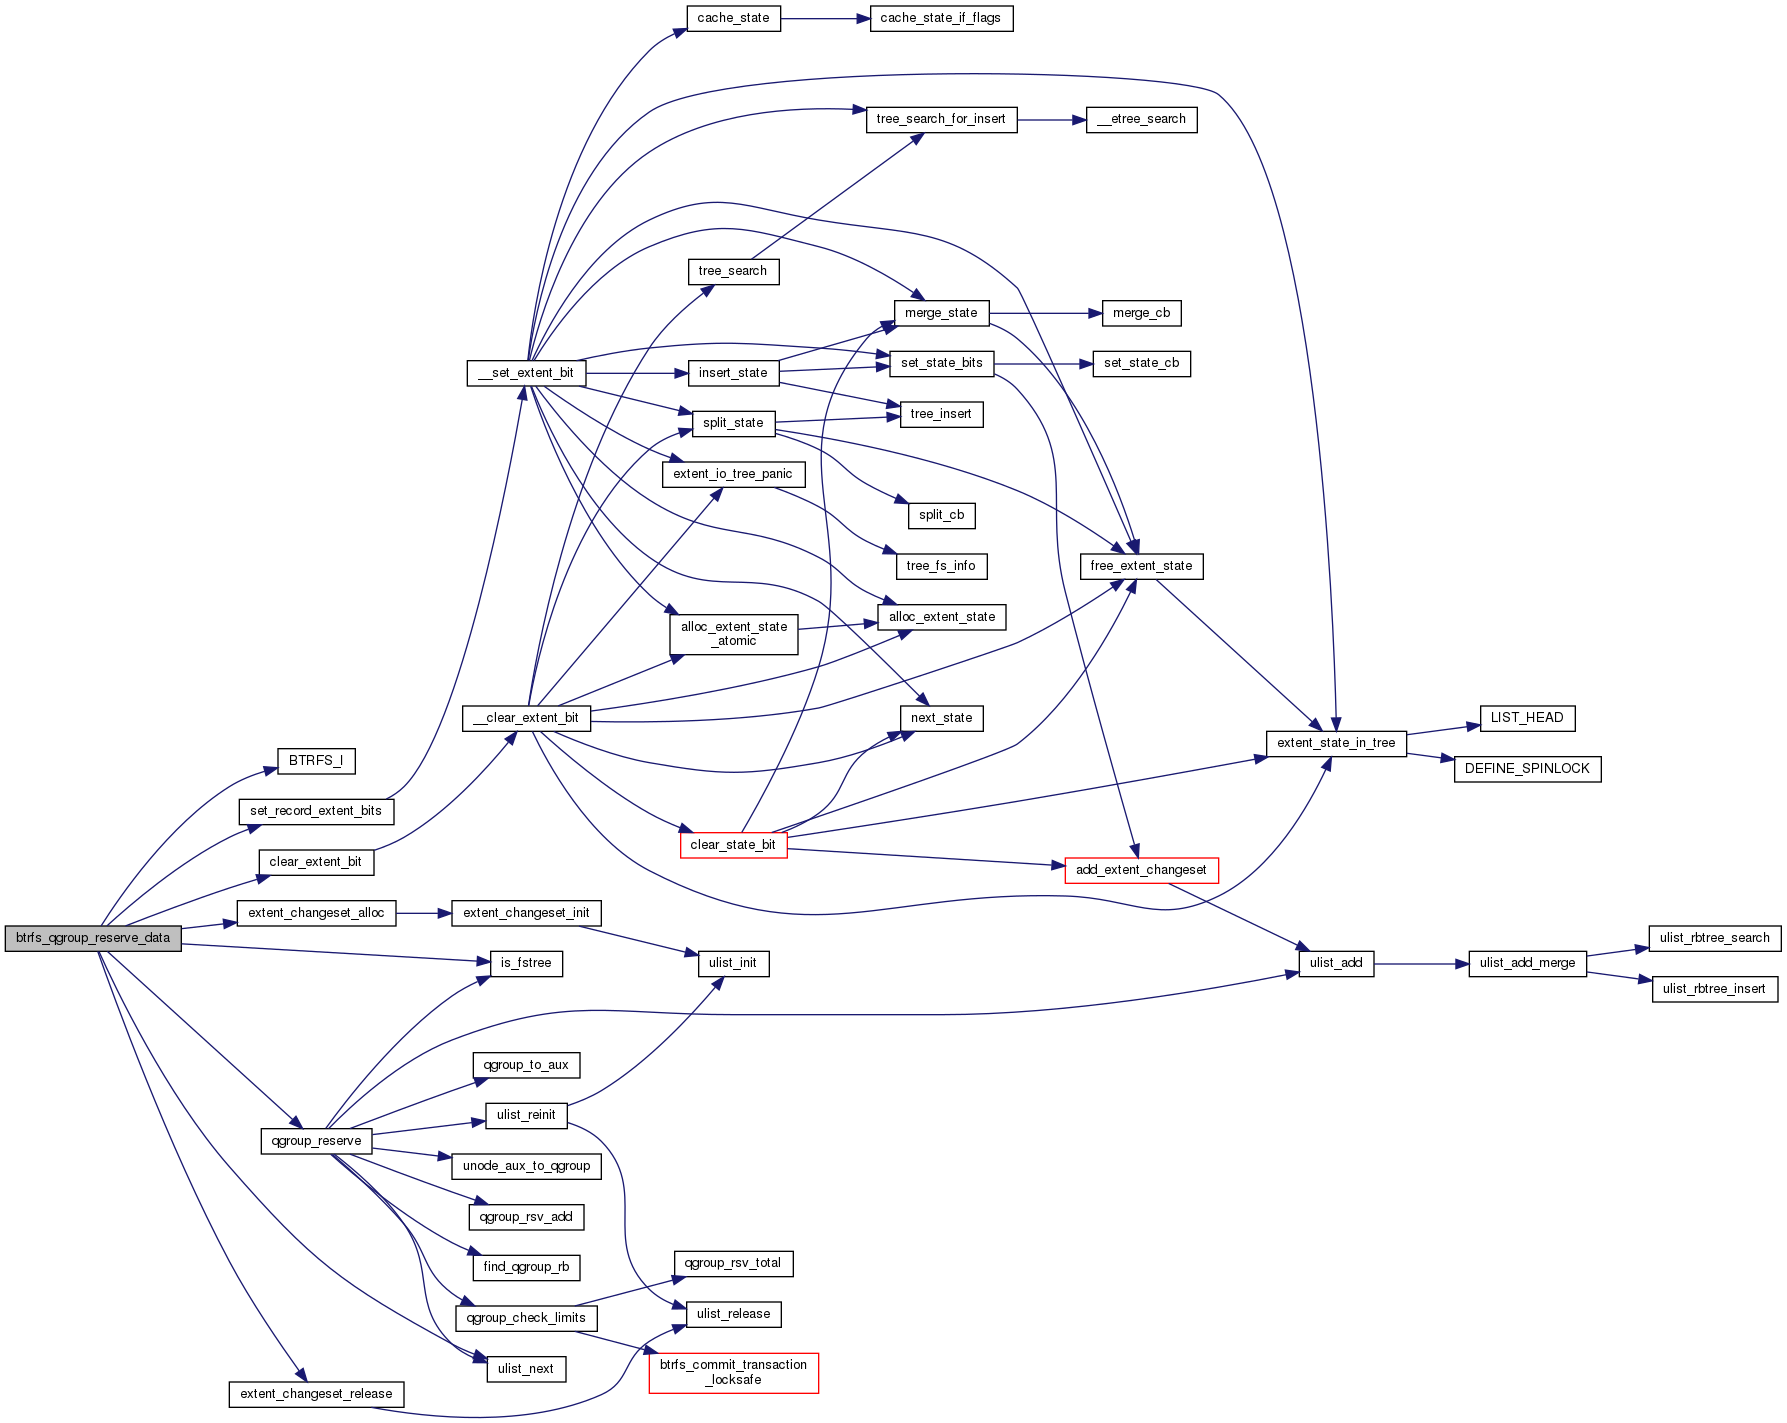 cache_state
cache_state_if_flags
tree_search_for_insert
__etree_search
tree_search
merge_state
merge_cb
__set_extent_bit
insert_state
set_state_bits
set_state_cb
split_state
tree_insert
extent_io_tree_panic
split_cb
tree_fs_info
free_extent_state
alloc_extent_state
_atomic
alloc_extent_state
__clear_extent_bit
next_state
LIST_HEAD
extent_state_in_tree
DEFINE_SPINLOCK
BTRFS_I
set_record_extent_bits
clear_state_bit
clear_extent_bit
add_extent_changeset
extent_changeset_alloc
extent_changeset_init
btrfs_qgroup_reserve_data
is_fstree
ulist_init
ulist_add
ulist_add_merge
ulist_rbtree_search
ulist_rbtree_insert
qgroup_to_aux
ulist_reinit
qgroup_reserve
unode_aux_to_qgroup
qgroup_rsv_add
find_qgroup_rb
qgroup_rsv_total
qgroup_check_limits
ulist_release
ulist_next
btrfs_commit_transaction
_locksafe
extent_changeset_release